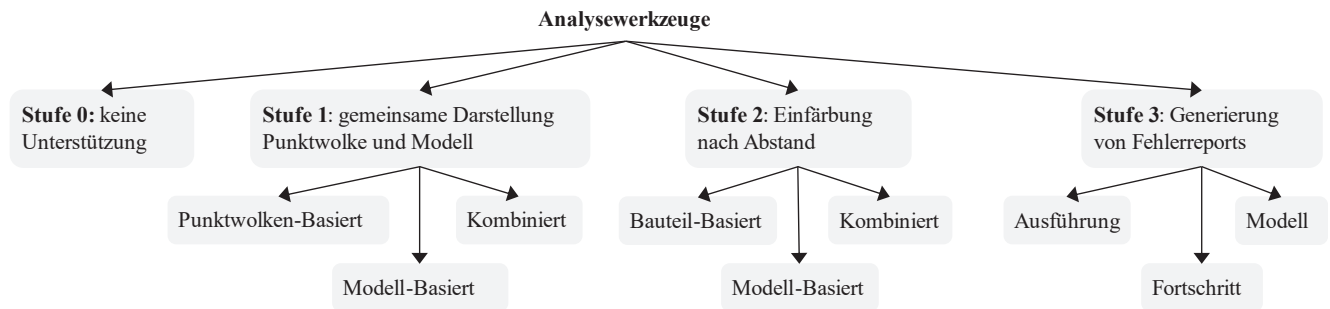 Analysewerkzeuge
Stufe 0: keine
Unterstützung
Stufe 1: gemeinsame Darstellung
Punktwolke und Modell
Stufe 2: Einfärbung
nach Abstand
Stufe 3: Generierung
von Fehlerreports
Punktwolken-Basiert
Kombiniert
Modell-Basiert
Bauteil-Basiert
Kombiniert
Modell-Basiert
Ausführung
Modell
Fortschritt